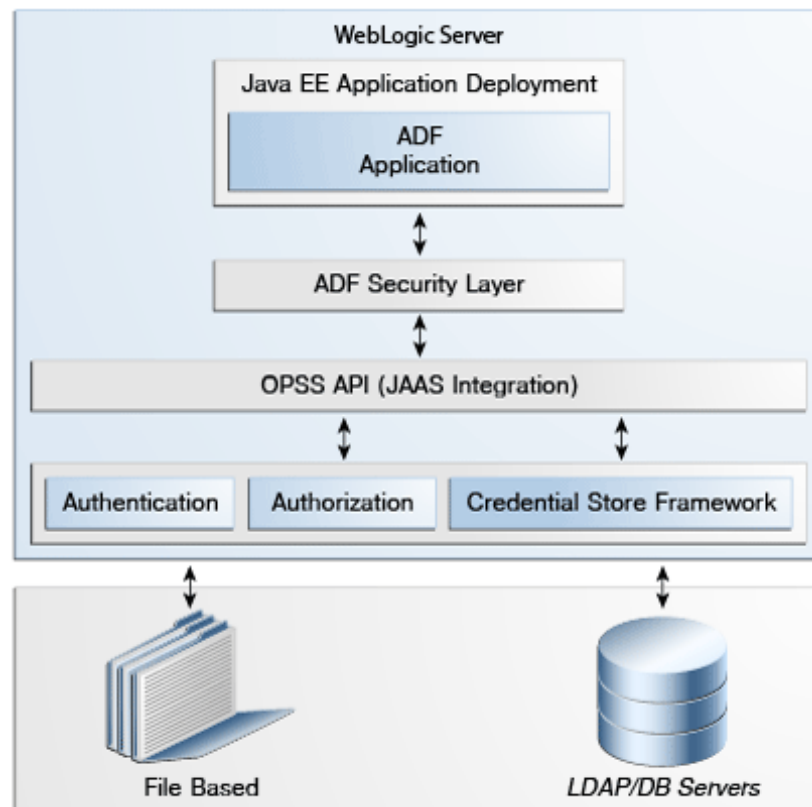 WebLogic Server
Java EE Application Deployment
ADF
Application
ADF Security Layer
OPSS API (JAAS Integration)
Authentication
Authorization
Credential Store Framework
File Based
LDAP/DB Servers